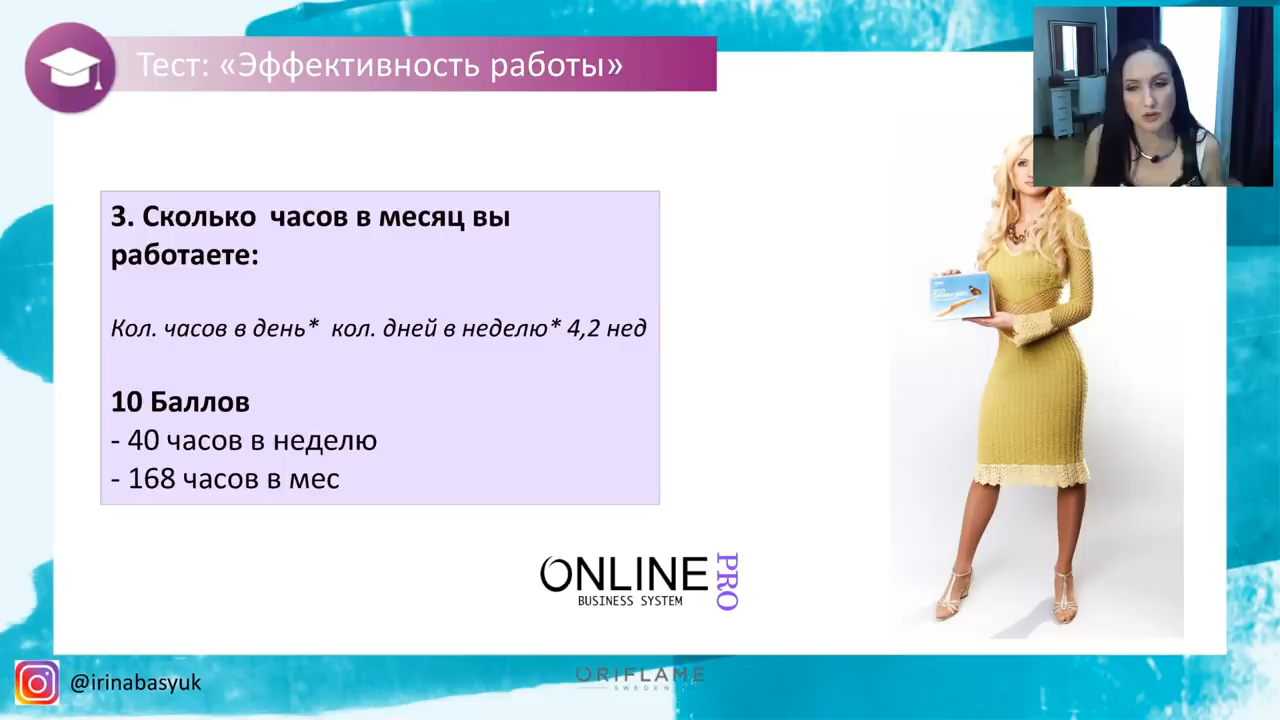 Тест: «Эффективность работы»
3. Сколько часов в месяц вы
работаете:
Кол. часов в день* кол. дней в неделю* 4,2 нед
10 Баллов
- 40 часов в неделю
- 168 часов в мес
ONLINE PRO
BUSINESS SYSTEM
@irinabasyuk
ORIFLAME
SWEDEN